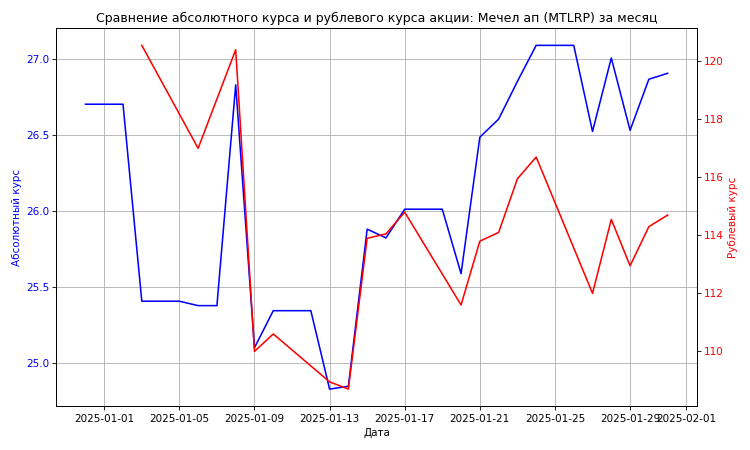 Сравнение абсолютного курса и рублевого курса акции: Мечел ап (MTLRP) за месяц
27.0
26.5
26.0
25.5
25.0
Абсолютный курс
120
118
116
114
112
110
Рублевый курс
2025-01-01 2025-01-05 2025-01-09 2025-01-13 2025-01-17 2025-01-21 2025-01-25 2025-01-29 2025-02-01
Дата